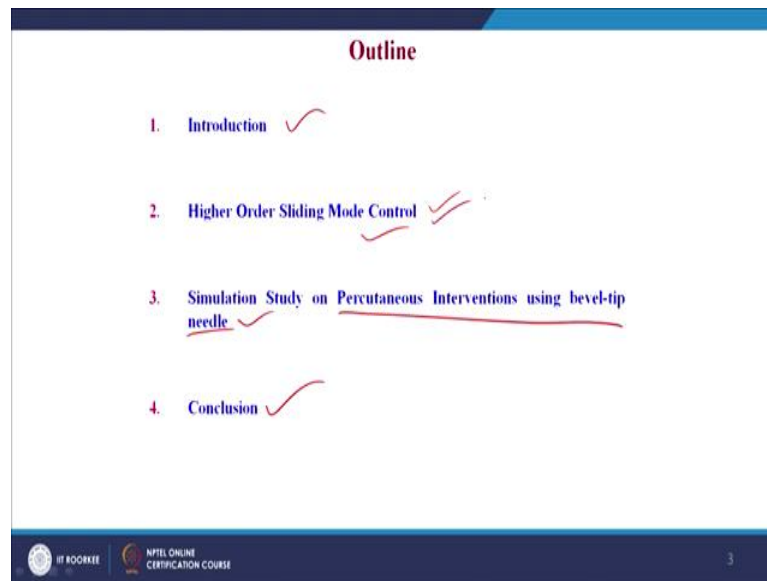 Outline
1. Introduction
2. Higher Order Sliding Mode Control
3. Simulation Study on Percutaneous Interventions using bevel-tip
needle
4. Conclusion
IIT ROORKEE
NPTEL ONLINE
CERTIFICATION COURSE
3